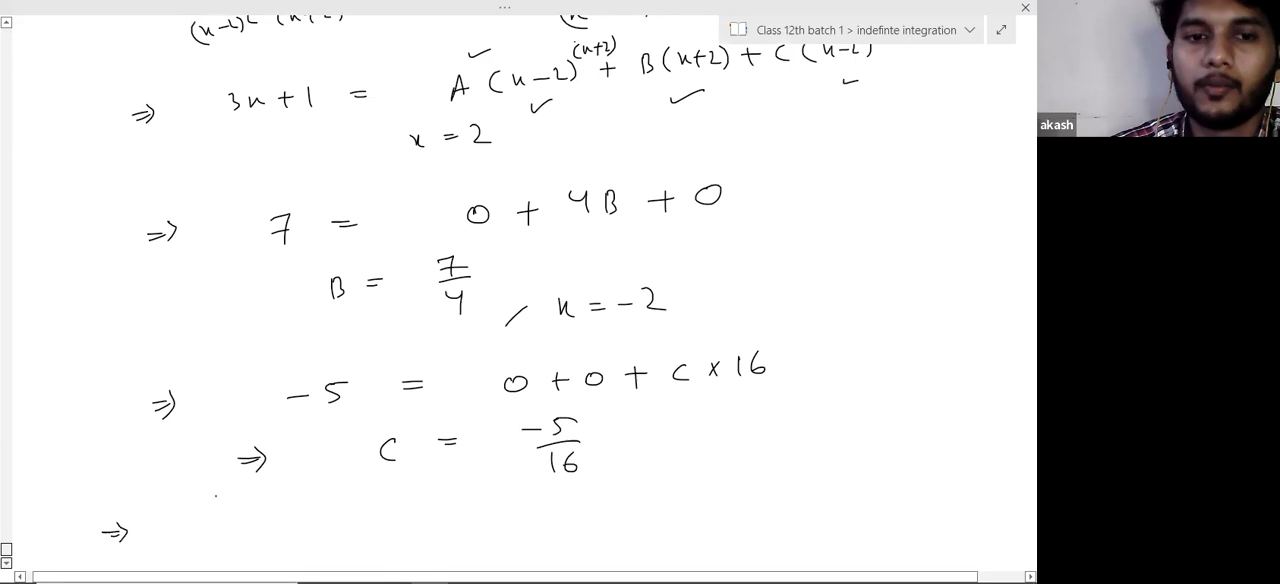 Class 12th batch 1 > indefinite integration
akash
⇒ 3x + 1 = A (x-2) (x+2) + B (x+2) + C (x-2)
x = 2
⇒ 7 = 0 + 4B + 0
B = 7/4
/ x = -2
⇒ -5 = 0 + 0 + C × 16
⇒ C = -5/16
⇒